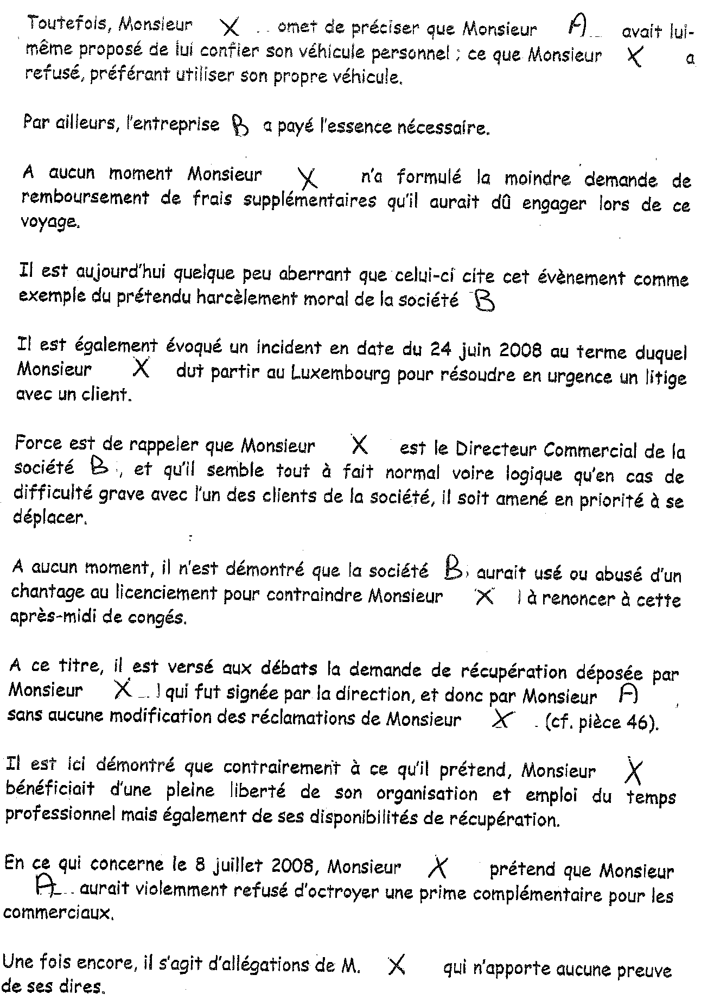 Toutefois, Monsieur X omet de préciser que Monsieur A avait lui-
même proposé de lui confier son véhicule personnel ; ce que Monsieur X a
refusé, préférant utiliser son propre véhicule.
Par ailleurs, l'entreprise B a payé l'essence nécessaire.
A aucun moment Monsieur X n'a formulé la moindre demande de
remboursement de frais supplémentaires qu'il aurait dû engager lors de ce
voyage.
Il est aujourd'hui quelque peu aberrant que celui-ci cite cet évènement comme
exemple du prétendu harcèlement moral de la société B
Il est également évoqué un incident en date du 24 juin 2008 au terme duquel
Monsieur X dut partir au Luxembourg pour résoudre en urgence un litige
avec un client.
Force est de rappeler que Monsieur X est le Directeur Commercial de la
société B, et qu'il semble tout à fait normal voire logique qu'en cas de
difficulté grave avec l'un des clients de la société, il soit amené en priorité à se
déplacer.
A aucun moment, il n'est démontré que la société B aurait usé ou abusé d'un
chantage au licenciement pour contraindre Monsieur X à renoncer à cette
après-midi de congés.
A ce titre, il est versé aux débats la demande de récupération déposée par
Monsieur X qui fut signée par la direction, et donc par Monsieur A,
sans aucune modification des réclamations de Monsieur X. (cf. pièce 46).
Il est ici démontré que contrairement à ce qu'il prétend, Monsieur X
bénéficiait d'une pleine liberté de son organisation et emploi du temps
professionnel mais également de ses disponibilités de récupération.
En ce qui concerne le 8 juillet 2008, Monsieur X prétend que Monsieur
A aurait violemment refusé d'octroyer une prime complémentaire pour les
commerciaux.
Une fois encore, il s'agit d'allégations de M. X qui n'apporte aucune preuve
de ses dires.